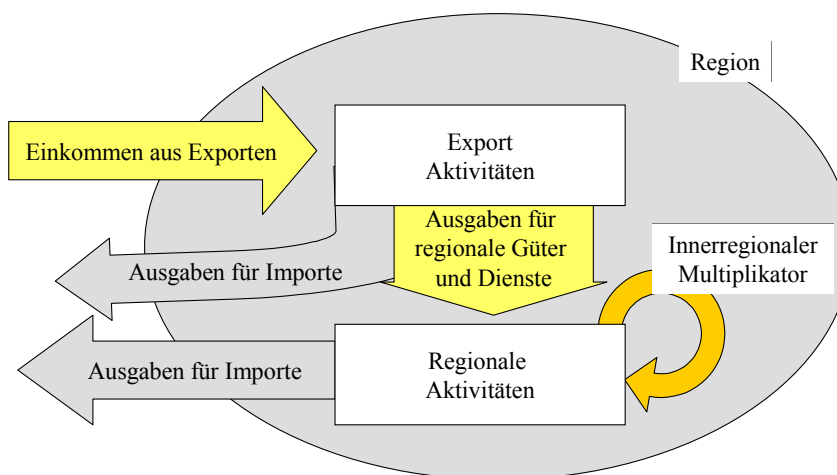 Region
Einkommen aus Exporten
Export
Aktivitäten
Ausgaben für
regionale Güter
und Dienste
Innerregionaler
Multiplikator
Ausgaben für Importe
Ausgaben für Importe
Regionale
Aktivitäten